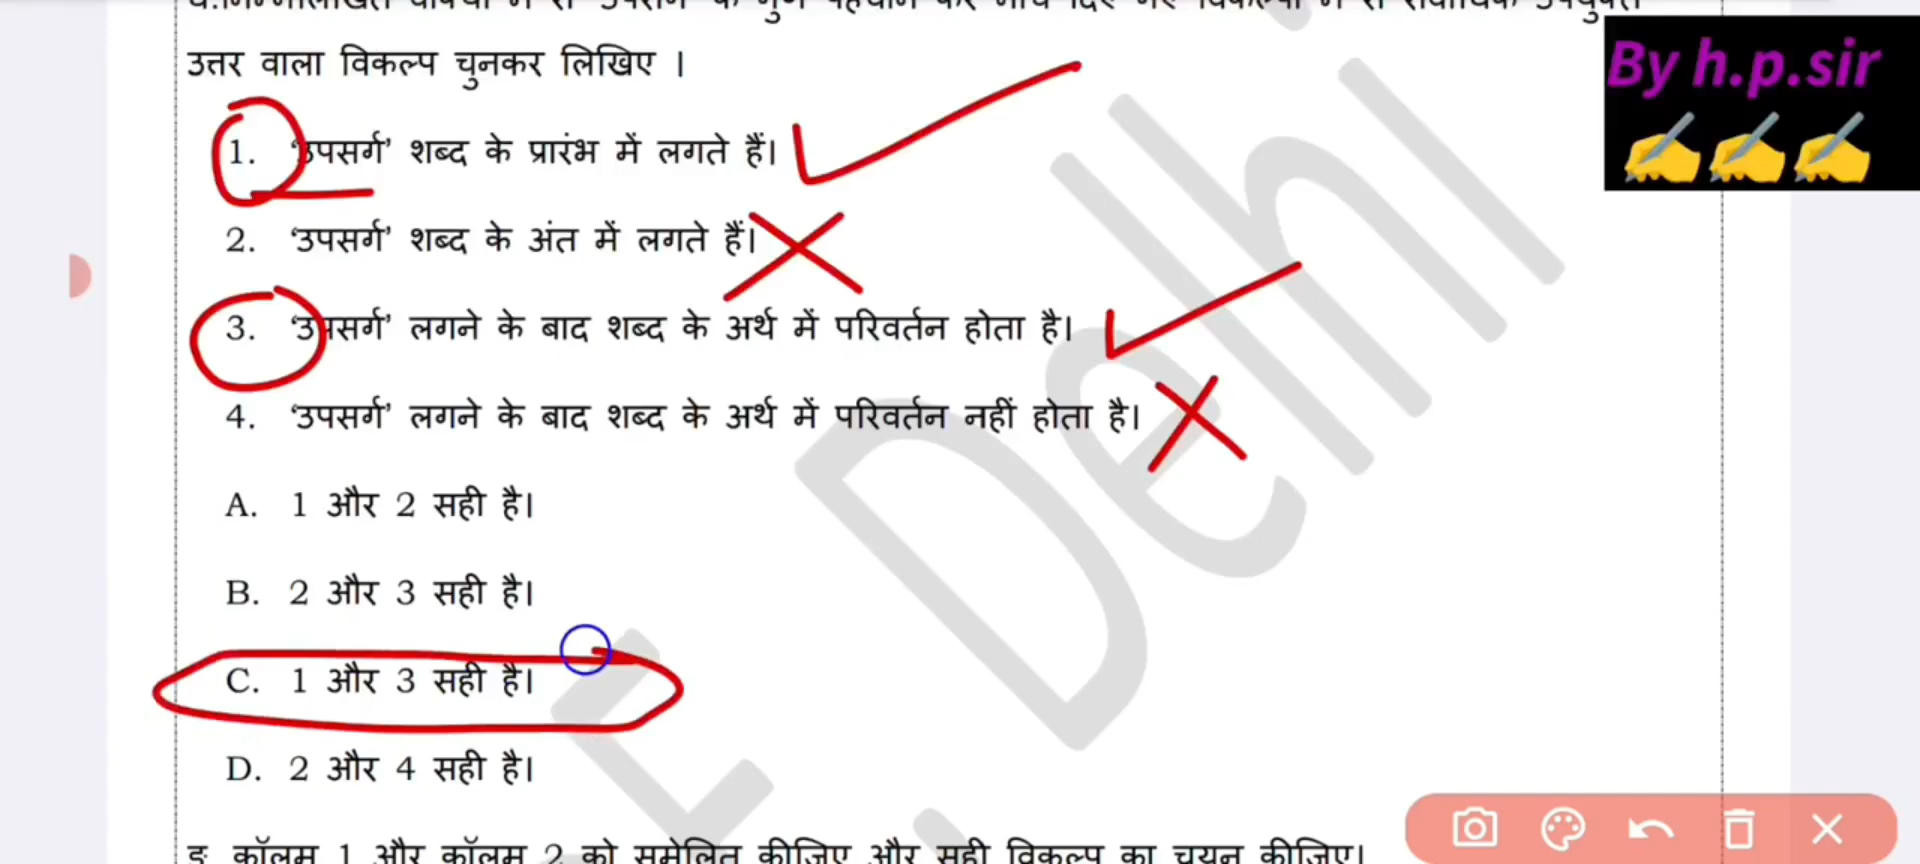 उत्तर वाला विकल्प चुनकर लिखिए ।
By h.p.sir
1. 'उपसर्ग' शब्द के प्रारंभ में लगते हैं।
2. 'उपसर्ग' शब्द के अंत में लगते हैं।
3. 'उपसर्ग' लगने के बाद शब्द के अर्थ में परिवर्तन होता है।
4. 'उपसर्ग' लगने के बाद शब्द के अर्थ में परिवर्तन नहीं होता है।
A. 1 और 2 सही है।
B. 2 और 3 सही है।
C. 1 और 3 सही है।
D. 2 और 4 सही है।
ङ कॉलम 1 और कॉलम 2 को सुमेलित कीजिए और सही विकल्प का चयन कीजिए।
Delhi